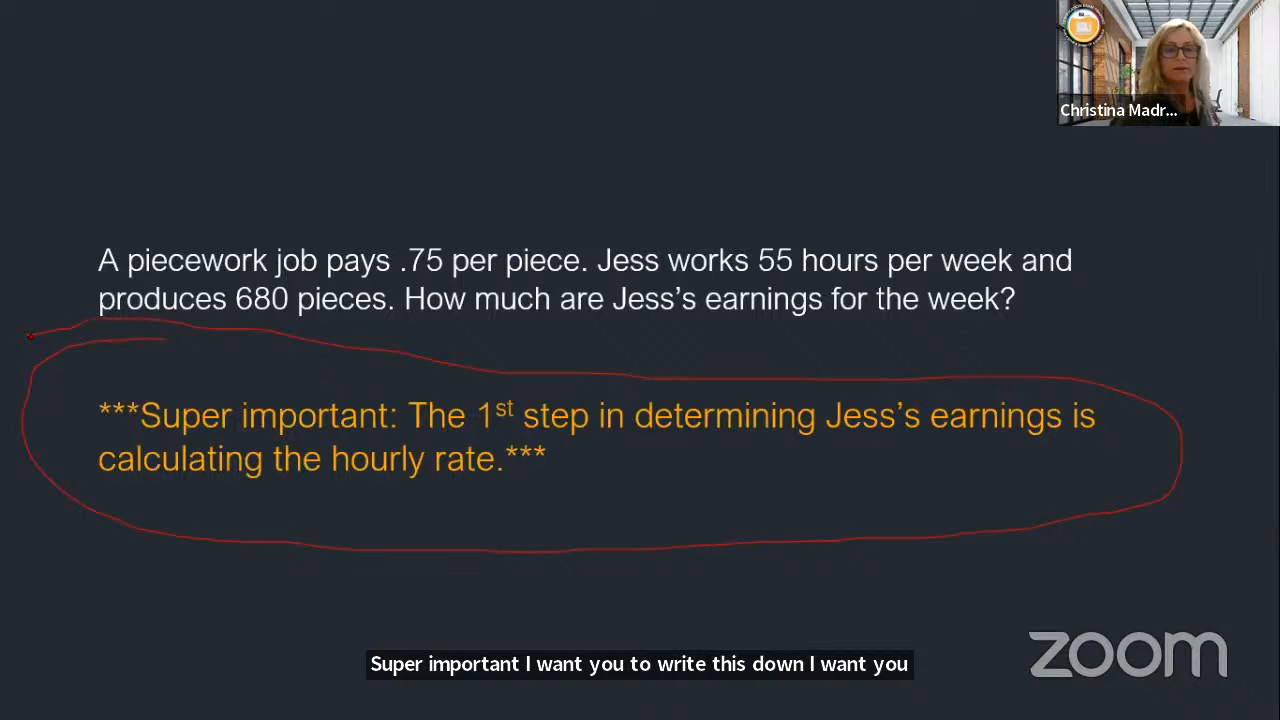 Christina Madr...
A piecework job pays .75 per piece. Jess works 55 hours per week and
produces 680 pieces. How much are Jess's earnings for the week?
***Super important: The 1st step in determining Jess's earnings is
calculating the hourly rate.***
Super important I want you to write this down I want you
zoom